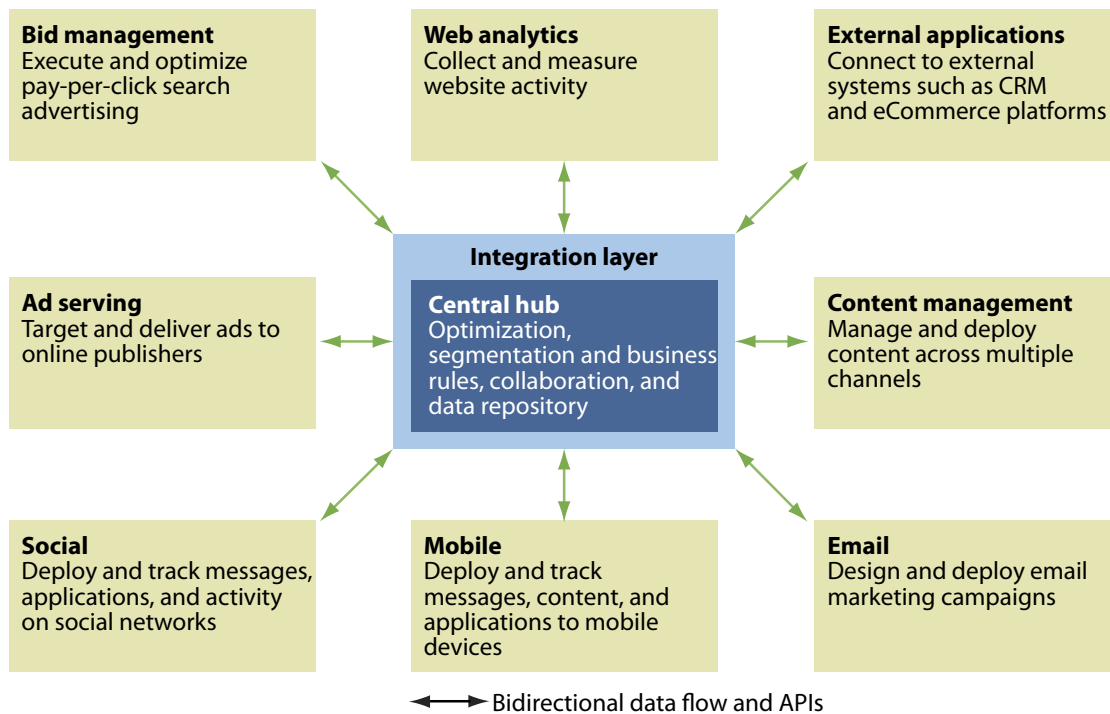 Bid management
Execute and optimize
pay-per-click search
advertising
Web analytics
Collect and measure
website activity
External applications
Connect to external
systems such as CRM
and eCommerce platforms
Integration layer
Ad serving
Target and deliver ads to
online publishers
Central hub
Optimization,
segmentation and business
rules, collaboration, and
data repository
Content management
Manage and deploy
content across multiple
channels
Social
Deploy and track messages,
applications, and activity
on social networks
Mobile
Deploy and track
messages, content, and
applications to mobile
devices
Email
Design and deploy email
marketing campaigns
Bidirectional data flow and APIs